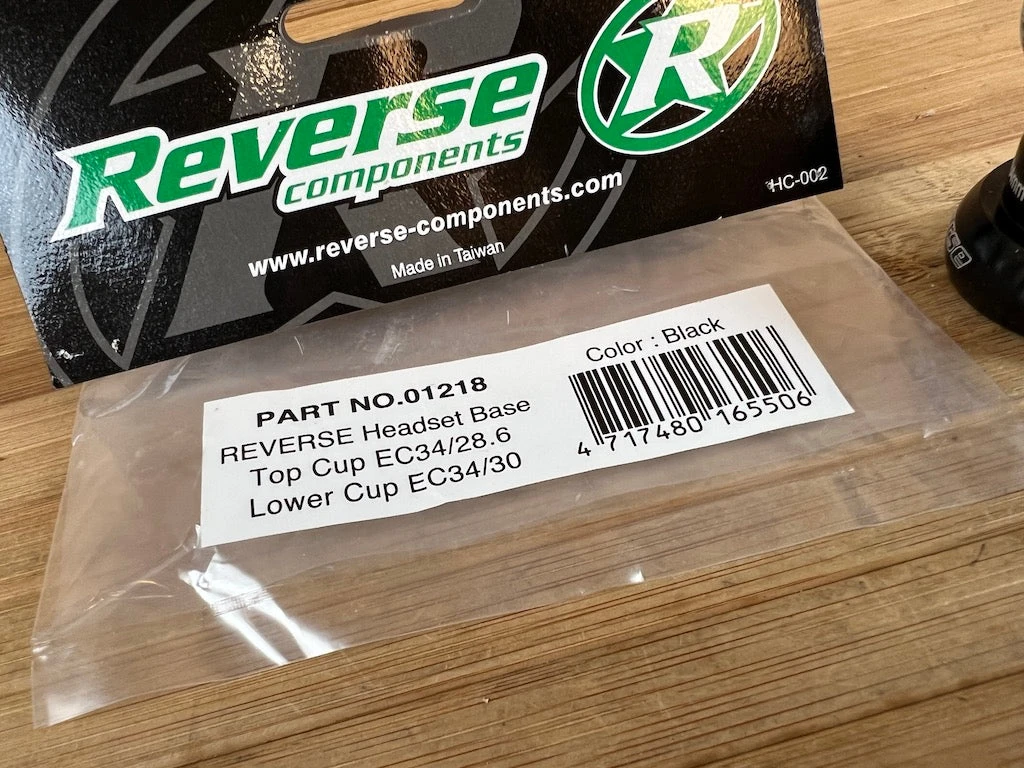 Reverse
components
R
www.reverse-components.com
Made in Taiwan
HC-002
PART NO.01218
REVERSE Headset Base
Top Cup EC34/28.6
Lower Cup EC34/30
Color : Black
4 717480 165506